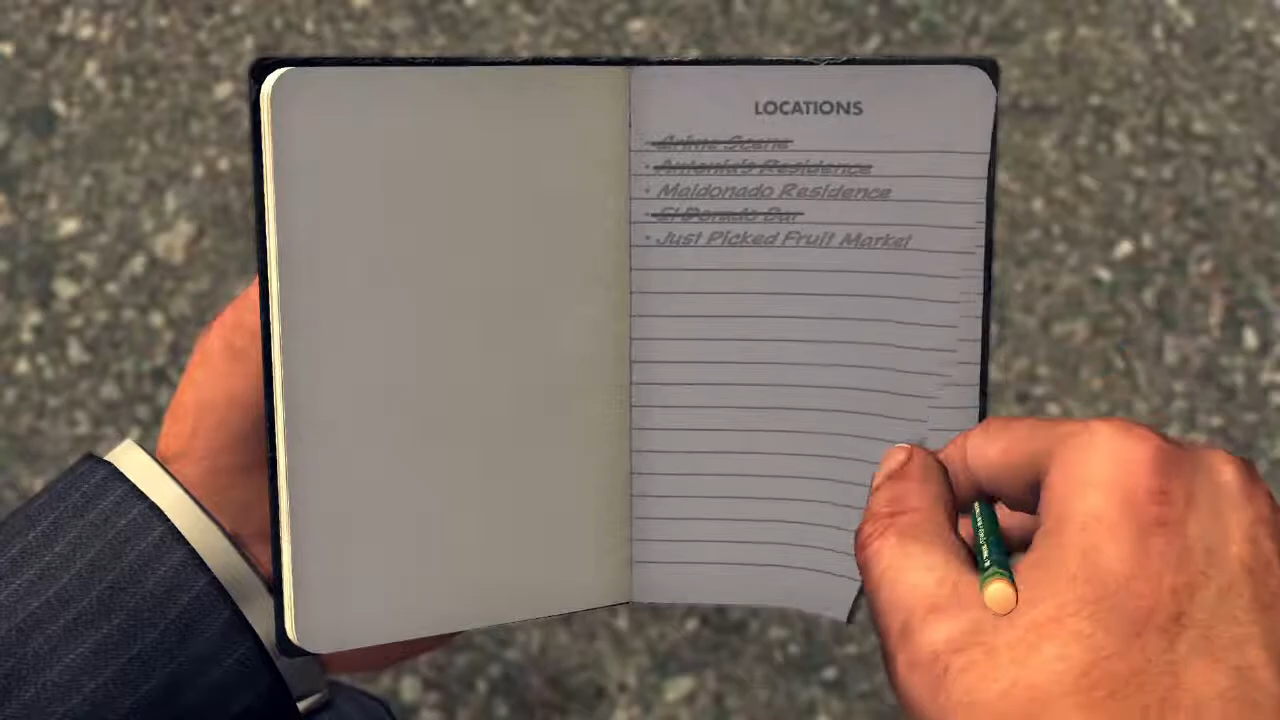 LOCATIONS
Crime Scene
• Antonia's Residence
• Maldonado Residence
• El Dorado Bar
• Just Picked Fruit Market